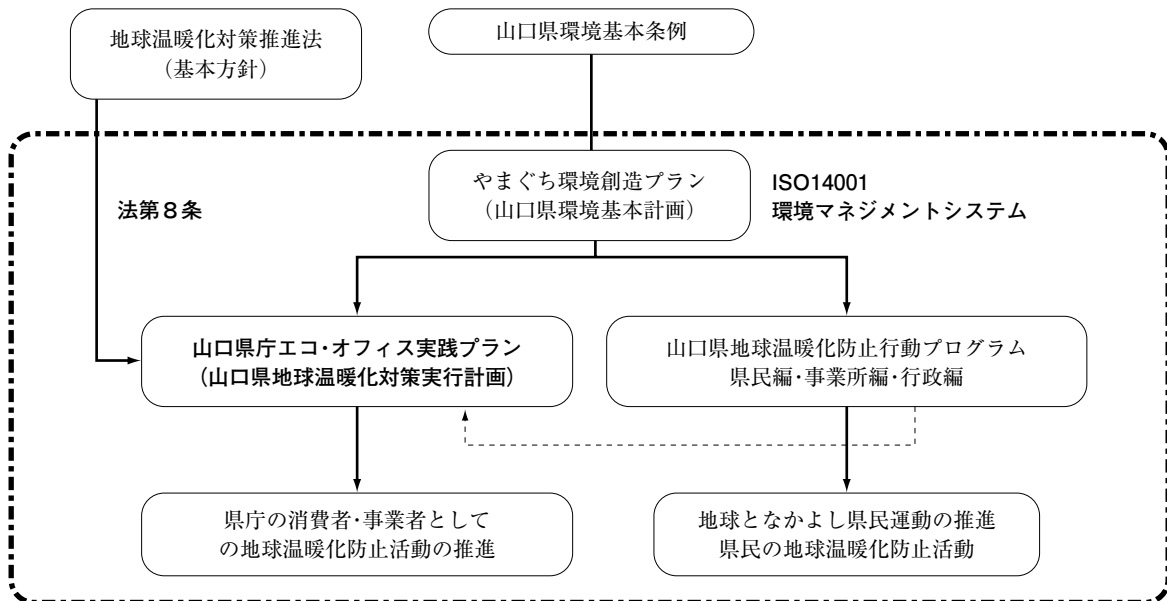 地球温暖化対策推進法
（基本方針）
山口県環境基本条例
法第８条
やまぐち環境創造プラン
（山口県環境基本計画）
ISO14001
環境マネジメントシステム
山口県庁エコ･オフィス実践プラン
（山口県地球温暖化対策実行計画）
山口県地球温暖化防止行動プログラム
県民編･事業所編･行政編
県庁の消費者･事業者として
の地球温暖化防止活動の推進
地球となかよし県民運動の推進
県民の地球温暖化防止活動